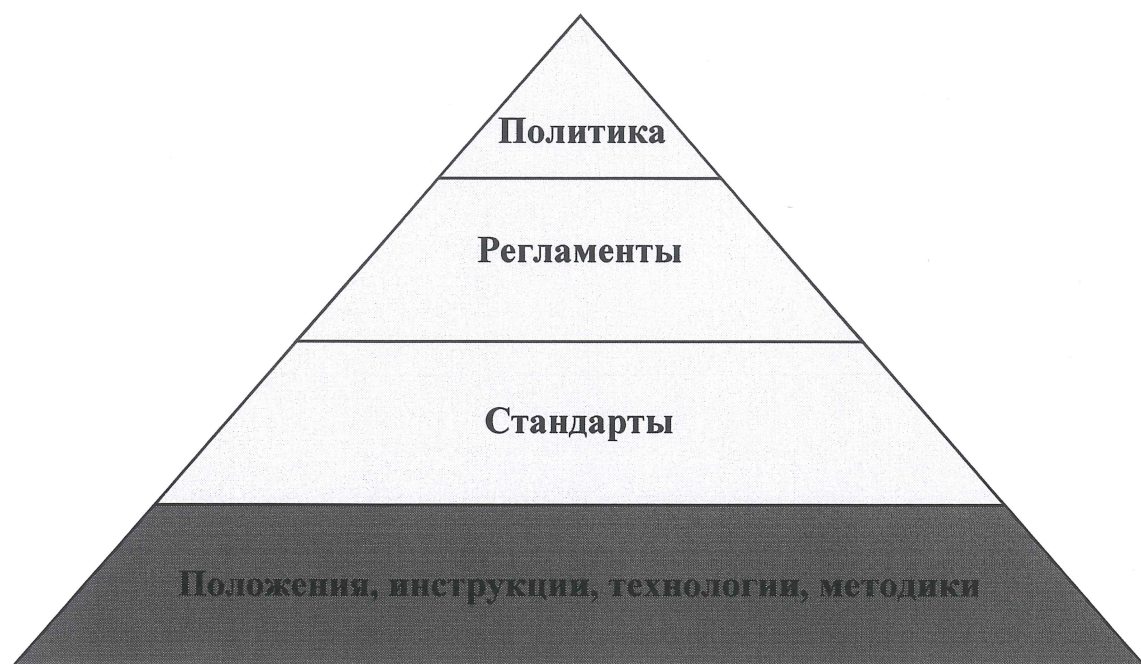 Политика
Регламенты
Стандарты
Положения, инструкции, технологии, методики